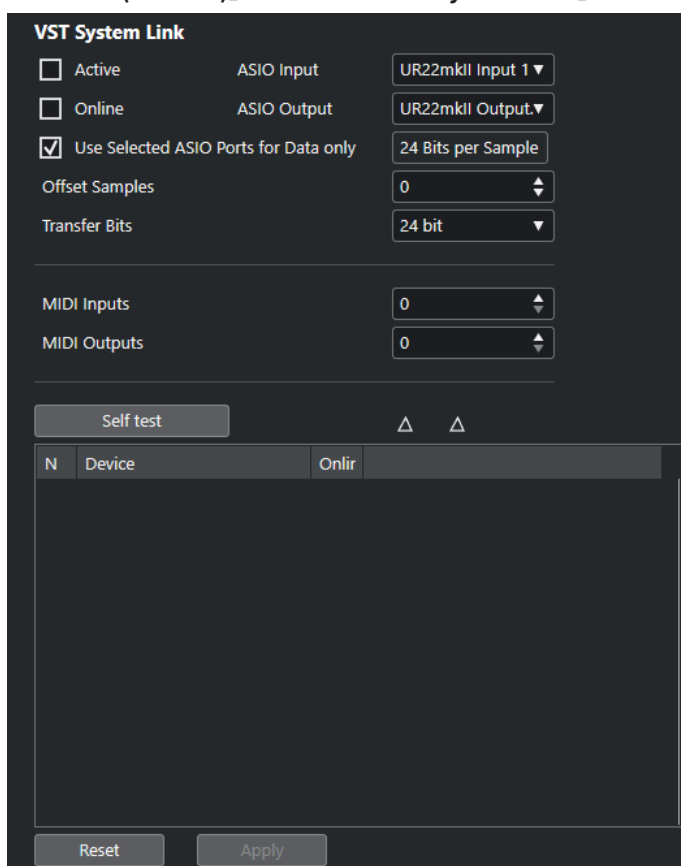 VST System Link
Active ASIO Input UR22mkII Input 1
Online ASIO Output UR22mkII Output.
Use Selected ASIO Ports for Data only 24 Bits per Sample
Offset Samples 0
Transfer Bits 24 bit
MIDI Inputs 0
MIDI Outputs 0
Self test
N Device Onlir
Reset Apply